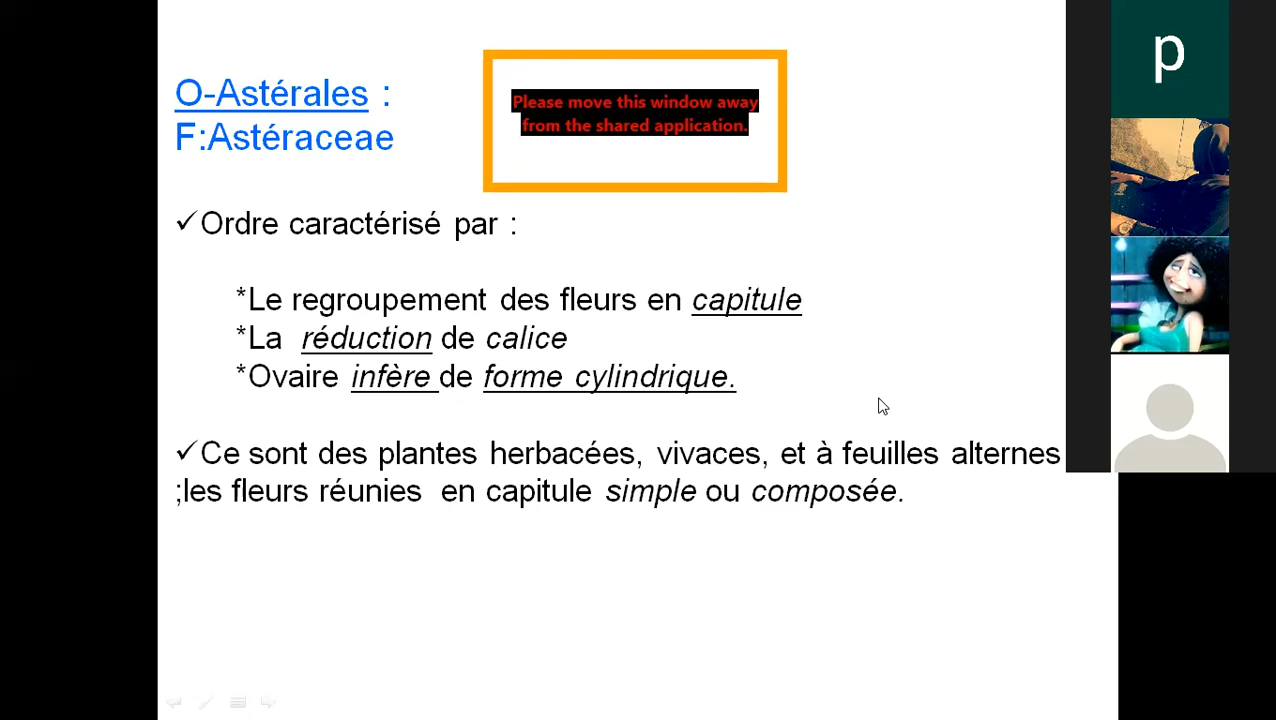 O-Astérales :
F:Astéraceae
Please move this window away
from the shared application.
p
✓Ordre caractérisé par :
*Le regroupement des fleurs en capitule
*La réduction de calice
*Ovaire infère de forme cylindrique.
✓Ce sont des plantes herbacées, vivaces, et à feuilles alternes
;les fleurs réunies en capitule simple ou composée.